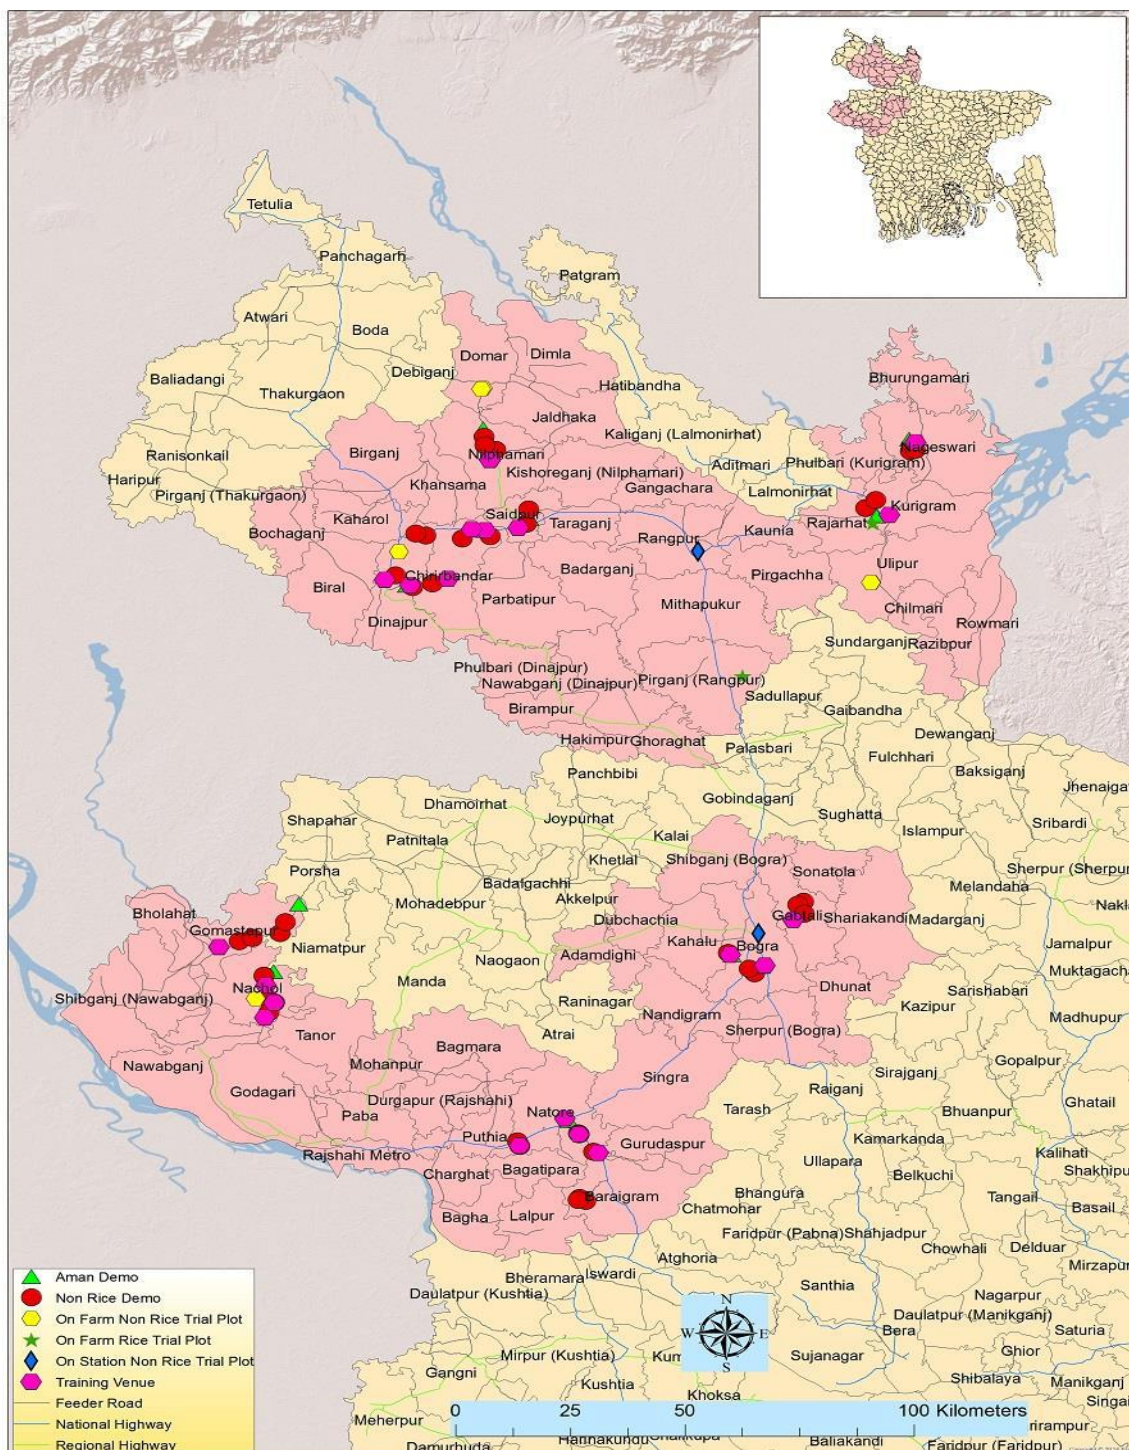 Tetulia
Panchagarh
Patgram
Atwari
Boda
Domar
Dimla
Debiganj
Baliadangi
Thakurgaon
Hatibandha
Bhurungamari
Jaldhaka
Kaliganj (Lalmonirhat)
Ranisonkail
Birganj
Nilphamari
Nageswari
Haripur
Pirganj (Thakurgaon)
Kishoreganj (Nilphamari)
Aditmari
Phulbari (Kurigram)
Khansama
Gangachara
Lalmonirhat
Kaharol
Saidpur
Taraganj
Rajarhat
Kurigram
Bochaganj
Rangpur
Kaunia
Badarganj
Pirgachha
Ulipur
Biral
Chirirbandar
Parbatipur
Mithapukur
Chilmari
Rowmari
Dinajpur
Sundarganj
Razibpur
Phulbari (Dinajpur)
Nawabganj (Dinajpur)
Pirganj (Rangpur)
Sadullapur
Birampur
Gaibandha
Hakimpur
Ghoraghat
Palasbari
Dewanganj
Fulchhari
Panchbibi
Baksiganj
Jhenaigat
Dhamoirhat
Gobindaganj
Shapahar
Patnitala
Joypurhat
Kalai
Sughatta
Islampur
Sribardi
Porsha
Khetlal
Shibganj (Bogra)
Sonatola
Sherpur (Sherpur
Badalgachhi
Akkelpur
Melandaha
Nakl
Bholahat
Mohadebpur
Dubchachia
Gabtali
Shariakandi
Madarganj
Gomastapur
Niamatpur
Kahalu
Bogra
Jamalpur
Naogaon
Adamdighi
Manda
Muktagacha
Shibganj (Nawabganj)
Nachol
Raninagar
Dhunat
Sarishabari
Kazipur
Nandigram
Madhupur
Tanor
Atrai
Sherpur (Bogra)
Bagmara
Gopalpur
Nawabganj
Mohanpur
Singra
Sirajganj
Godagari
Raiganj
Durgapur (Rajshahi)
Ghatail
Paba
Natore
Tarash
Bhuanpur
Puthia
Gurudaspur
Kamarkanda
Rajshahi Metro
Kalihati
Charghat
Bagatipara
Ullapara
Belkuchi
Shakhipu
Baraigram
Bhangura
Tangail
Chatmohar
Basail
Bagha
Lalpur
Faridpur (Pabna)
Shahjadpur
Chowhali
Delduar
Atghoria
Mirzapur
Bheramara
Iswardi
Santhia
Daulatpur (Kushtia)
Nagarpur
Daulatpur (Manikganj)
Bera
Saturia
Mirpur (Kushtia)
Kum
Sujanagar
Ghior
Gangni
Kushtia
Khoksa
Shibalaya
Manikganj
Singai
Meherpur
rirampur
Damurhuda
Baliakandi
Faridpur (Faridpur)
N
W
E
S
0 25 50 100 Kilometers
Aman Demo
Non Rice Demo
On Farm Non Rice Trial Plot
On Farm Rice Trial Plot
On Station Non Rice Trial Plot
Training Venue
Feeder Road
National Highway
Regional Highway